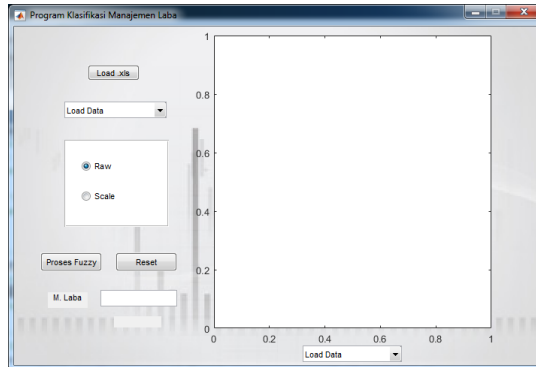 Program Klasifikasi Manajemen Laba
Load .xls
Load Data
Raw
Scale
Proses Fuzzy
Reset
M. Laba
1
0.8
0.6
0.4
0.2
0
0
0.2
0.4
0.6
0.8
1
Load Data